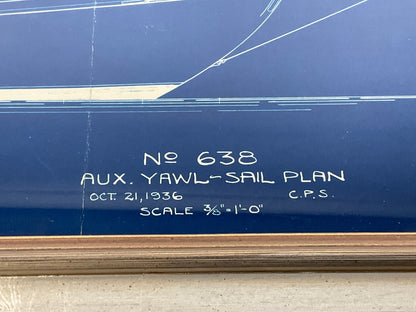 No 638
AUX. YAWL~SAIL PLAN
OCT. 21, 1936 C.P.S.
SCALE 3/8"=1'-0"